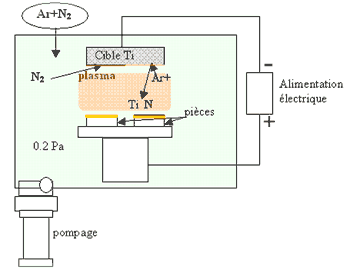 Ar+N₂
Cible Ti
N₂
plasma
Ar+
Ti N
pièces
0.2 Pa
−
Alimentation
électrique
+
pompage